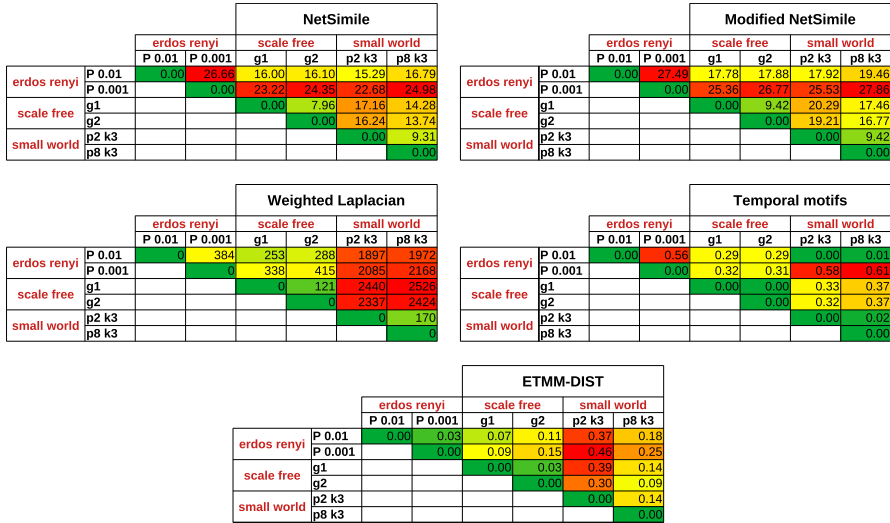 NetSimile
erdos renyi scale free small world
P 0.01 P 0.001 g1 g2 p2 k3 p8 k3
erdos renyi P 0.01 0.00 26.66 16.00 16.10 15.29 16.79
P 0.001 0.00 23.22 24.35 22.68 24.98
scale free g1 0.00 7.96 17.16 14.28
g2 0.00 16.24 13.74
small world p2 k3 0.00 9.31
p8 k3 0.00
Modified NetSimile
erdos renyi scale free small world
P 0.01 P 0.001 g1 g2 p2 k3 p8 k3
erdos renyi P 0.01 0.00 27.49 17.78 17.88 17.92 19.46
P 0.001 0.00 25.36 26.77 25.53 27.86
scale free g1 0.00 9.42 20.29 17.46
g2 0.00 19.21 16.77
small world p2 k3 0.00 9.42
p8 k3 0.00
Weighted Laplacian
erdos renyi scale free small world
P 0.01 P 0.001 g1 g2 p2 k3 p8 k3
erdos renyi P 0.01 0 384 253 288 1897 1972
P 0.001 0 338 415 2085 2168
scale free g1 0 121 2440 2526
g2 0 2337 2424
small world p2 k3 0 170
p8 k3 0
Temporal motifs
erdos renyi scale free small world
P 0.01 P 0.001 g1 g2 p2 k3 p8 k3
erdos renyi P 0.01 0.00 0.56 0.29 0.29 0.00 0.01
P 0.001 0.00 0.32 0.31 0.58 0.61
scale free g1 0.00 0.00 0.33 0.37
g2 0.00 0.32 0.37
small world p2 k3 0.00 0.02
p8 k3 0.00
ETMM-DIST
erdos renyi scale free small world
P 0.01 P 0.001 g1 g2 p2 k3 p8 k3
erdos renyi P 0.01 0.00 0.03 0.07 0.11 0.37 0.18
P 0.001 0.00 0.09 0.15 0.46 0.25
scale free g1 0.00 0.03 0.39 0.14
g2 0.00 0.30 0.09
small world p2 k3 0.00 0.14
p8 k3 0.00